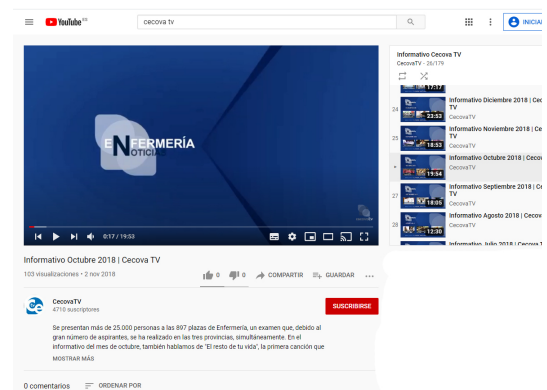 YouTube ES
cecova tv
INICIAR
ENFERMERÍA
NOTICIAS
0:17 / 19:53
Informativo Octubre 2018 | Cecova TV
103 visualizaciones • 2 nov 2018
0
0
COMPARTIR
GUARDAR
CecovaTV
4710 suscriptores
SUSCRIBIRSE
Se presentan más de 25.000 personas a las 897 plazas de Enfermería, un examen que, debido al
gran número de aspirantes, se ha realizado en las tres provincias, simultáneamente. En el
informativo del mes de octubre, también hablamos de "El resto de tu vida", la primera canción que
MOSTRAR MÁS
0 comentarios
ORDENAR POR
Informativo Cecova TV
CecovaTV - 26/179
17:17
24
23:53
Informativo Diciembre 2018 | Cec
TV
CecovaTV
25
18:53
Informativo Noviembre 2018 | Ce
TV
CecovaTV
19:54
Informativo Octubre 2018 | Cecov
CecovaTV
27
18:05
Informativo Septiembre 2018 | Ce
TV
CecovaTV
28
12:30
Informativo Agosto 2018 | Cecova
CecovaTV
Informativo Julio 2018 | Cecova T